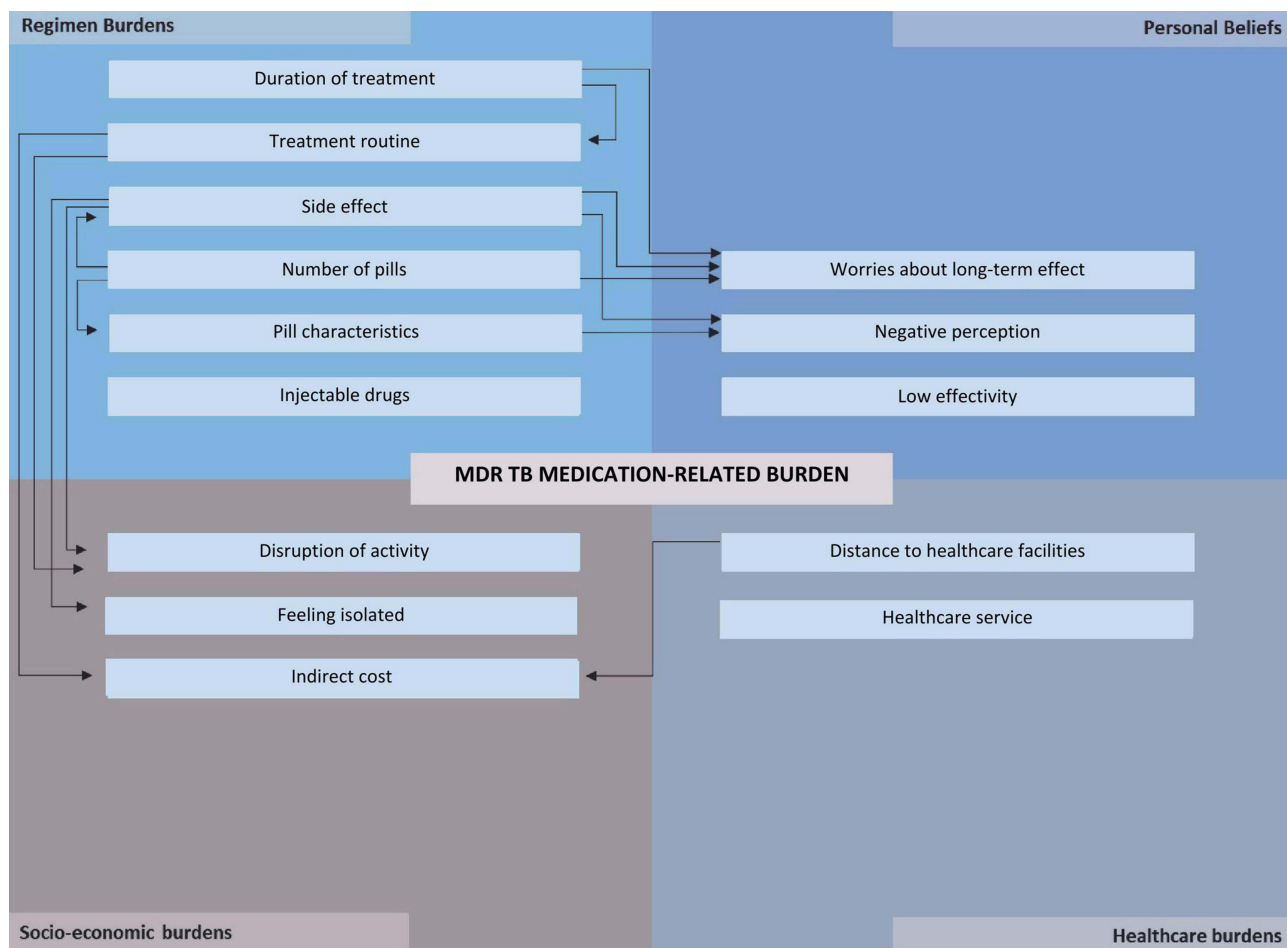 Regimen Burdens
Personal Beliefs
Duration of treatment
Treatment routine
Side effect
Number of pills
Pill characteristics
Injectable drugs
Worries about long-term effect
Negative perception
Low effectivity
MDR TB MEDICATION-RELATED BURDEN
Disruption of activity
Feeling isolated
Indirect cost
Distance to healthcare facilities
Healthcare service
Socio-economic burdens
Healthcare burdens